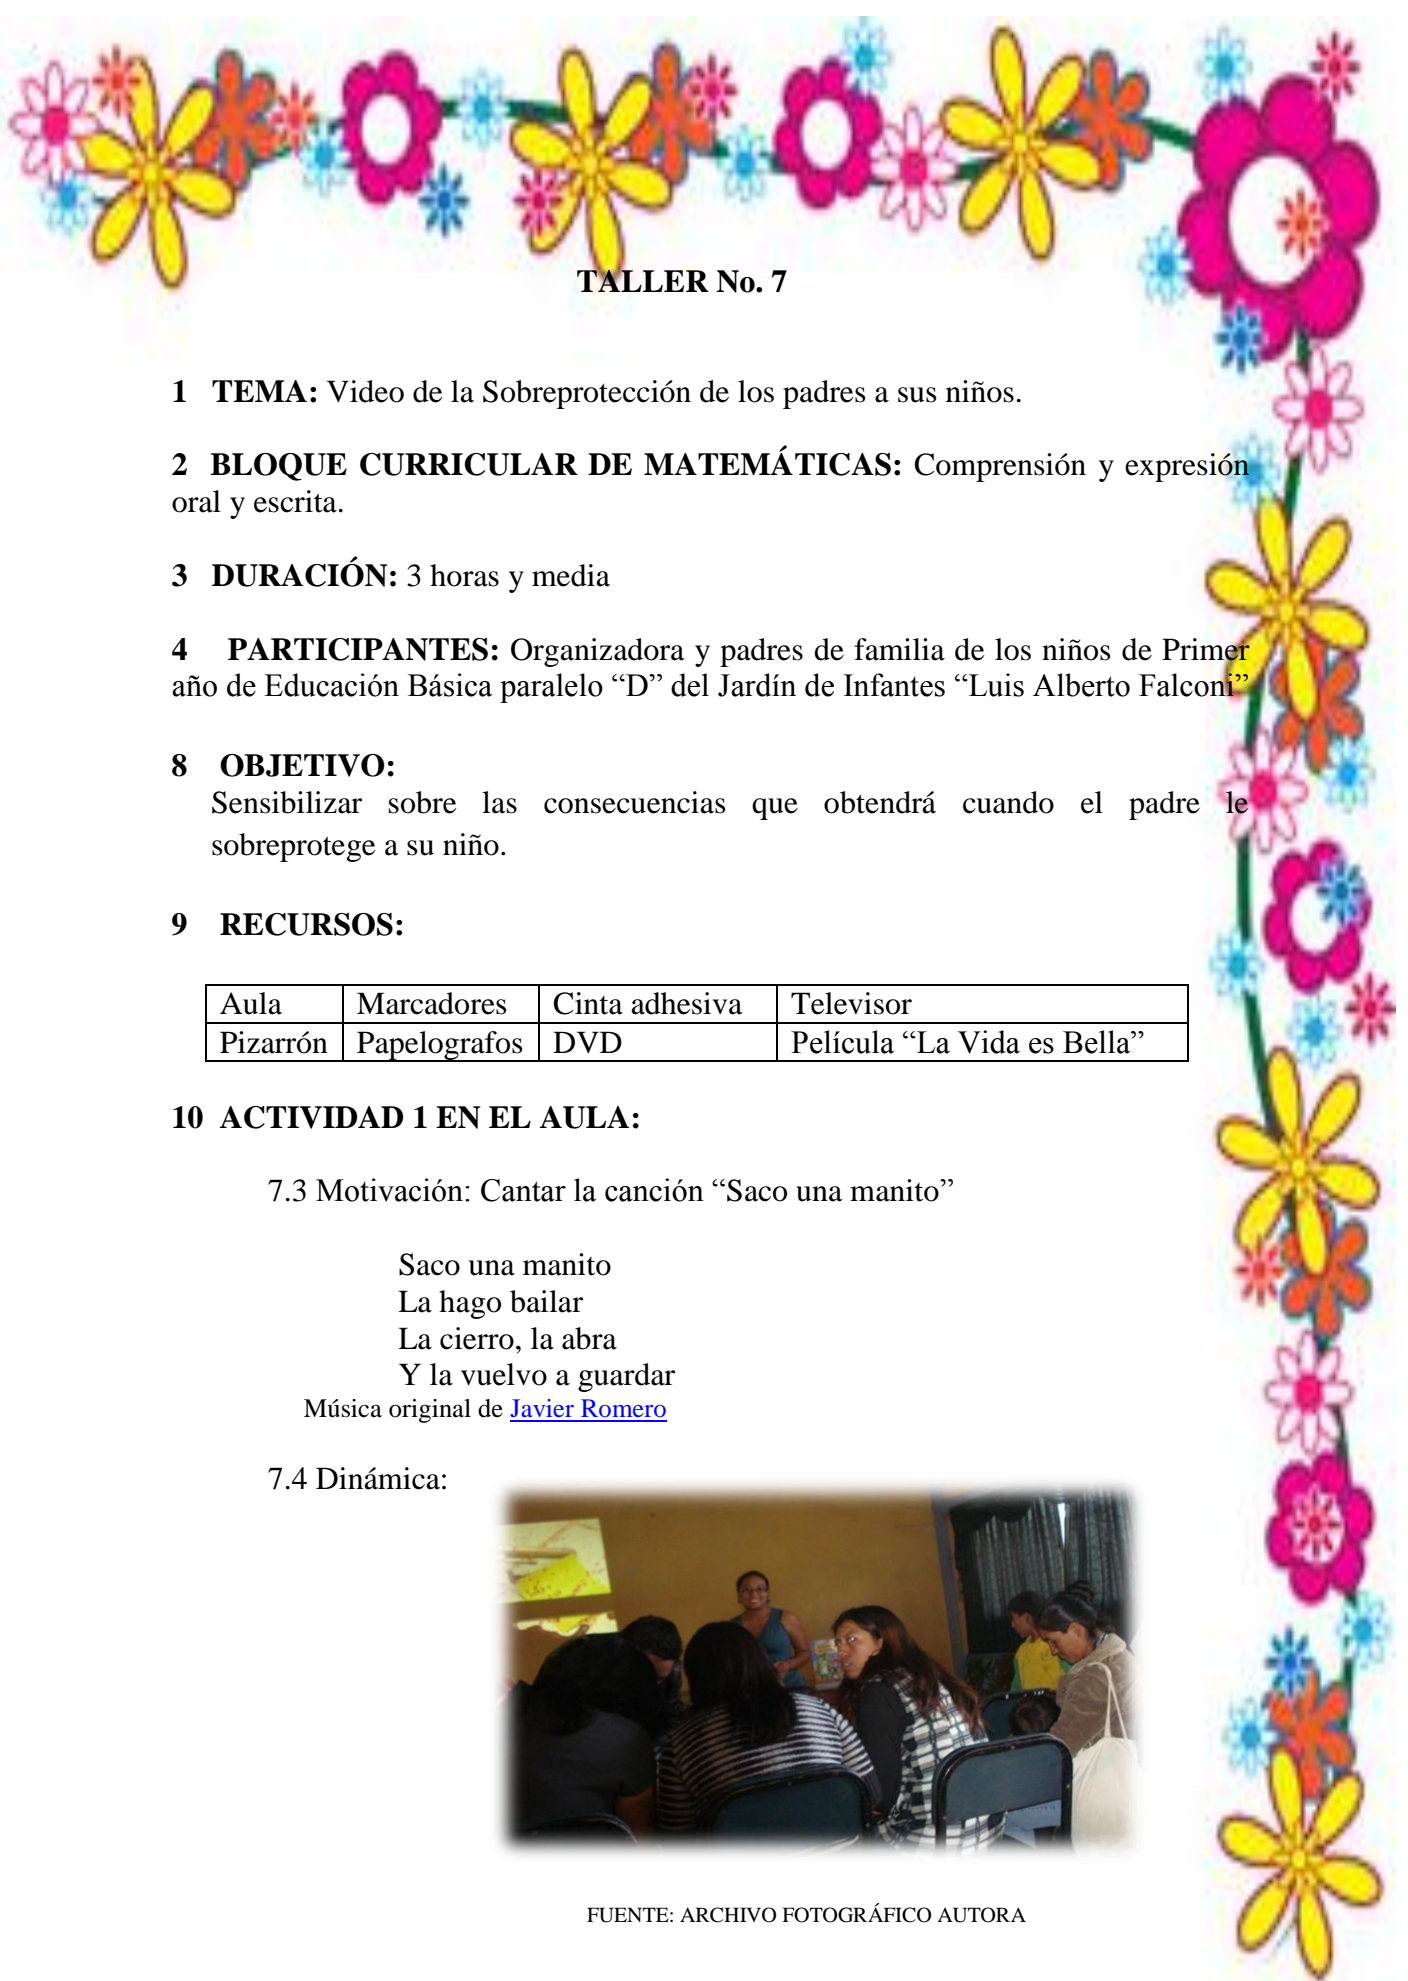 TALLER No. 7
1 TEMA: Video de la Sobreprotección de los padres a sus niños.
2 BLOQUE CURRICULAR DE MATEMÁTICAS: Comprensión y expresión
oral y escrita.
3 DURACIÓN: 3 horas y media
4 PARTICIPANTES: Organizadora y padres de familia de los niños de Primer
año de Educación Básica paralelo “D” del Jardín de Infantes “Luis Alberto Falconi”
8 OBJETIVO:
Sensibilizar sobre las consecuencias que obtendrá cuando el padre le
sobreprotege a su niño.
9 RECURSOS:
Aula Marcadores Cinta adhesiva Televisor
Pizarrón Papelografos DVD Película “La Vida es Bella”
10 ACTIVIDAD 1 EN EL AULA:
7.3 Motivación: Cantar la canción “Saco una manito”
Saco una manito
La hago bailar
La cierro, la abra
Y la vuelvo a guardar
Música original de Javier Romero
7.4 Dinámica:
FUENTE: ARCHIVO FOTOGRÁFICO AUTORA